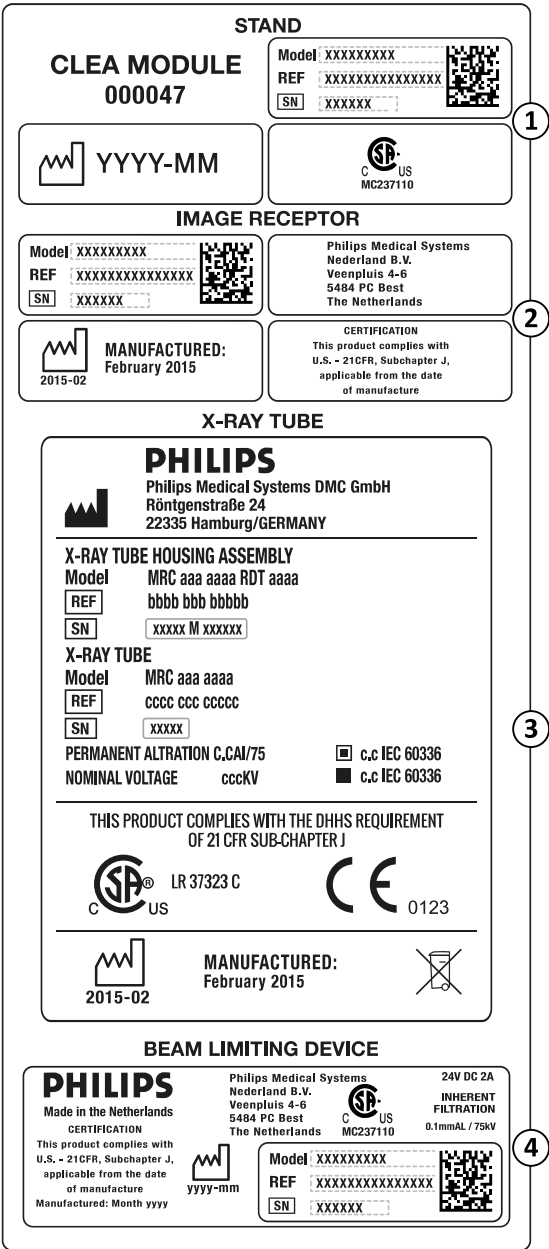 STAND
CLEA MODULE
000047
Model XXXXXXXXX
REF XXXXXXXXXXXXXXX
SN XXXXXX
1
YYYY-MM
CSA
C US
MC237110
IMAGE RECEPTOR
Model XXXXXXXXX
REF XXXXXXXXXXXXXXX
SN XXXXXX
Philips Medical Systems
Nederland B.V.
Veenpluis 4-6
5484 PC Best
The Netherlands
2
2015-02
MANUFACTURED:
February 2015
CERTIFICATION
This product complies with
U.S. - 21CFR, Subchapter J,
applicable from the date
of manufacture
X-RAY TUBE
PHILIPS
Philips Medical Systems DMC GmbH
Röntgenstraße 24
22335 Hamburg/GERMANY
X-RAY TUBE HOUSING ASSEMBLY
Model MRC aaa aaaa RDT aaaa
REF bbbb bbb bbbbb
SN xxxxx M xxxxxx
X-RAY TUBE
Model MRC aaa aaaa
REF cccc ccc ccccc
SN xxxxx
3
PERMANENT ALTRATION C.CAI/75 c.c IEC 60336
NOMINAL VOLTAGE cccKV c.c IEC 60336
THIS PRODUCT COMPLIES WITH THE DHHS REQUIREMENT
OF 21 CFR SUB-CHAPTER J
CSA ® LR 37323 C
C US
CE 0123
2015-02
MANUFACTURED:
February 2015
BEAM LIMITING DEVICE
PHILIPS
Made in the Netherlands
CERTIFICATION
This product complies with
U.S. - 21CFR, Subchapter J,
applicable from the date
of manufacture
Manufactured: Month yyyy
Philips Medical Systems
Nederland B.V.
Veenpluis 4-6
5484 PC Best
The Netherlands
CSA
C US
MC237110
24V DC 2A
INHERENT
FILTRATION
0.1mmAL / 75kV
yyyy-mm
Model XXXXXXXXX
REF XXXXXXXXXXXXXXX
SN XXXXXX
4